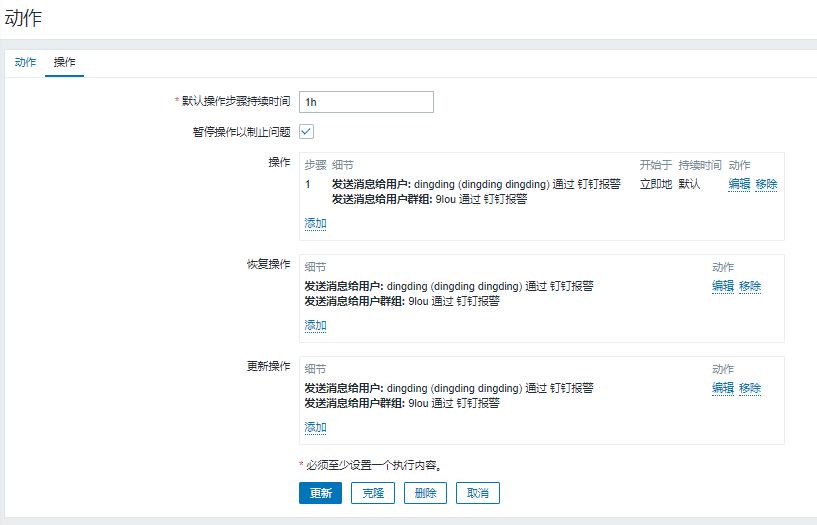 动作
动作 操作
* 默认操作步骤持续时间 1h
暂停操作以制止问题
操作 步骤 细节 开始于 持续时间 动作
1 发送消息给用户: dingding (dingding dingding) 通过 钉钉报警 立即地 默认 编辑 移除
发送消息给用户群组: 9lou 通过 钉钉报警
添加
恢复操作 细节 动作
发送消息给用户: dingding (dingding dingding) 通过 钉钉报警 编辑 移除
发送消息给用户群组: 9lou 通过 钉钉报警
添加
更新操作 细节 动作
发送消息给用户: dingding (dingding dingding) 通过 钉钉报警 编辑 移除
发送消息给用户群组: 9lou 通过 钉钉报警
添加
* 必须至少设置一个执行内容。
更新 克隆 删除 取消